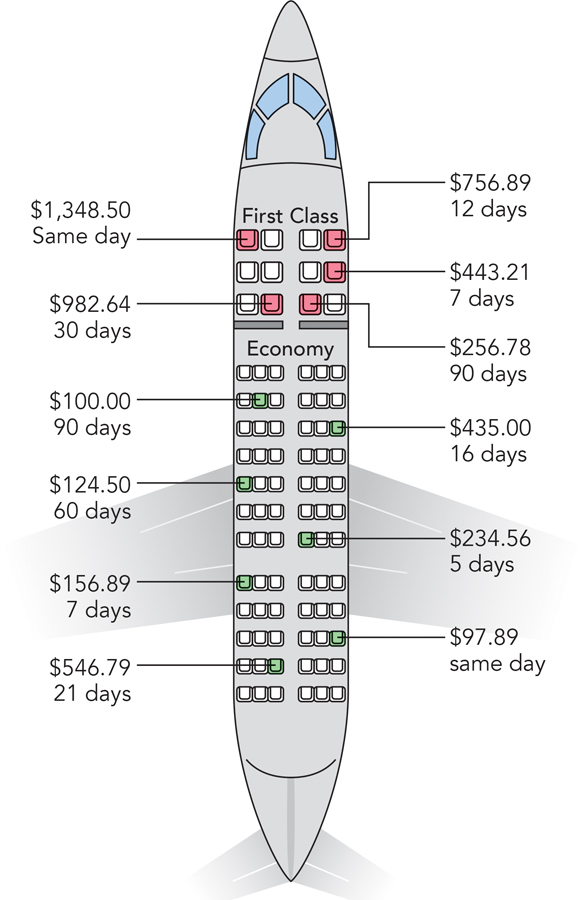 $756.89
12 days
$1,348.50
Same day
First Class
$443.21
7 days
$982.64
30 days
Economy
$256.78
90 days
$100.00
90 days
$435.00
16 days
$124.50
60 days
$234.56
5 days
$156.89
7 days
$97.89
same day
$546.79
21 days